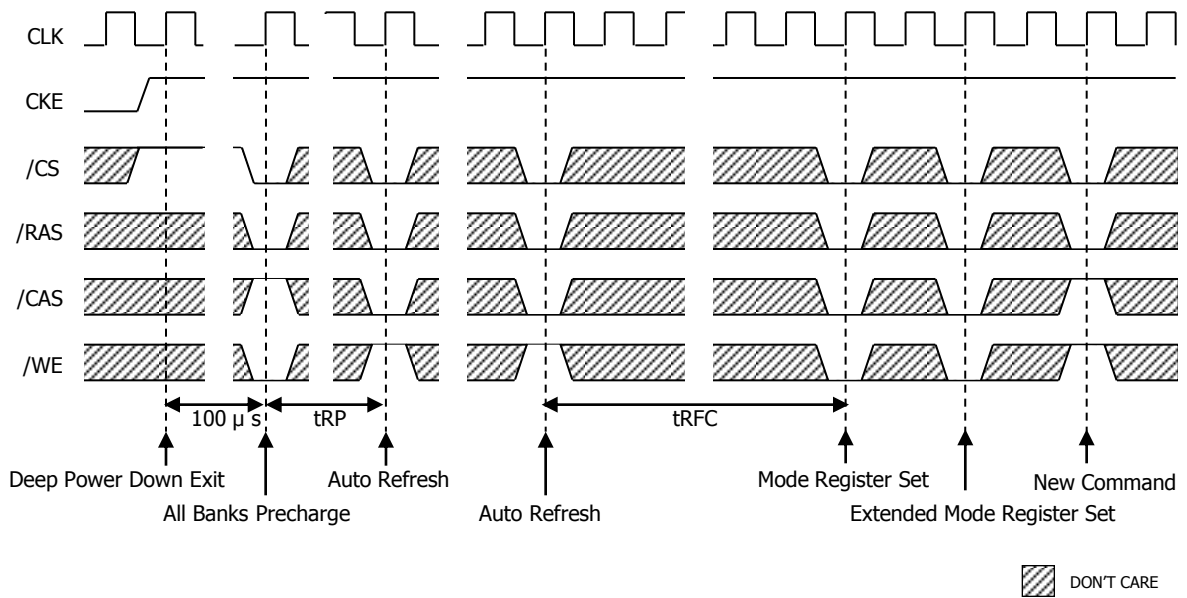 CLK
CKE
/CS
/RAS
/CAS
/WE
100 μ s
tRP
tRFC
Deep Power Down Exit
Auto Refresh
Mode Register Set
New Command
All Banks Precharge
Auto Refresh
Extended Mode Register Set
DON'T CARE